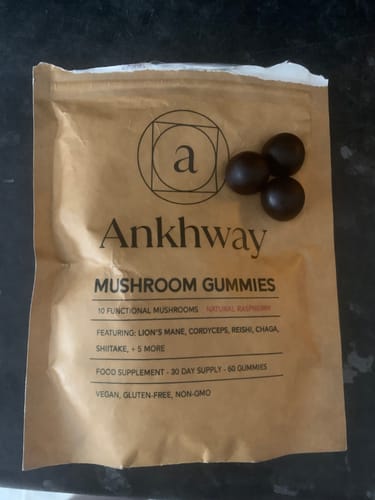 a
Ankhway
MUSHROOM GUMMIES
10 FUNCTIONAL MUSHROOMS NATURAL RASPBERRY
FEATURING: LION'S MANE, CORDYCEPS, REISHI, CHAGA,
SHIITAKE, + 5 MORE
FOOD SUPPLEMENT - 30 DAY SUPPLY - 60 GUMMIES
VEGAN, GLUTEN-FREE, NON-GMO